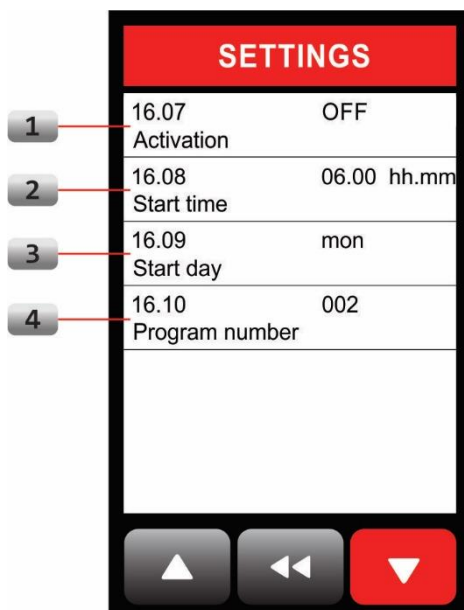 SETTINGS
1
16.07 OFF
Activation
2
16.08 06.00 hh.mm
Start time
3
16.09 mon
Start day
4
16.10 002
Program number